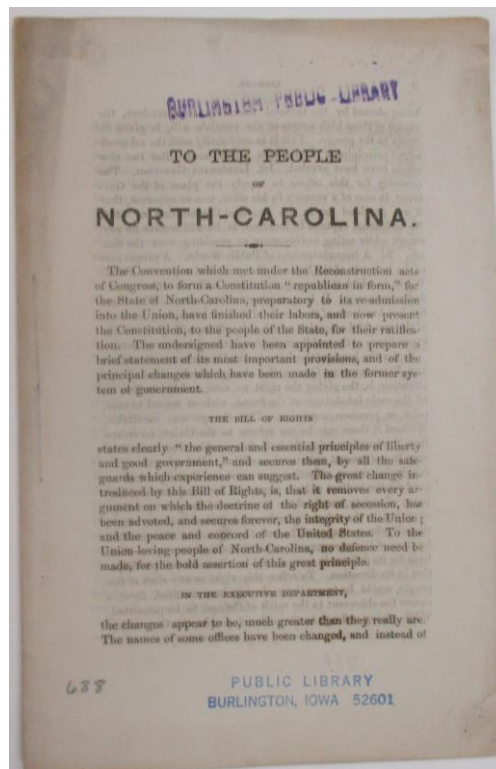 BURLINGTON PUBLIC LIBRARY
TO THE PEOPLE
OF
NORTH-CAROLINA.
The Convention which met under the Reconstruction acts
of Congress, to form a Constitution "republican in form," for
the State of North-Carolina, preparatory to its re-admission
into the Union, have finished their labors, and now present
the Constitution, to the people of the State, for their ratifica-
tion. The undersigned have been appointed to prepare a
brief statement of its most important provisions, and of the
principal changes which have been made in the former sys-
tem of government.
THE BILL OF RIGHTS
states clearly "the general and essential principles of liberty
and good government," and secures them, by all the safe-
guards which experience can suggest. The great change in-
troduced by this Bill of Rights, is, that it removes every ar-
gument on which the doctrine of the right of secession, has
been advoted, and secures forever, the integrity of the Union;
and the peace and concord of the United States. To the
Union-loving people of North-Carolina, no defence need be
made, for the bold assertion of this great principle.
IN THE EXECUTIVE DEPARTMENT,
the changes appear to be, much greater than they really are.
The names of some offices have been changed, and instead of
638
PUBLIC LIBRARY
BURLINGTON, IOWA 52601